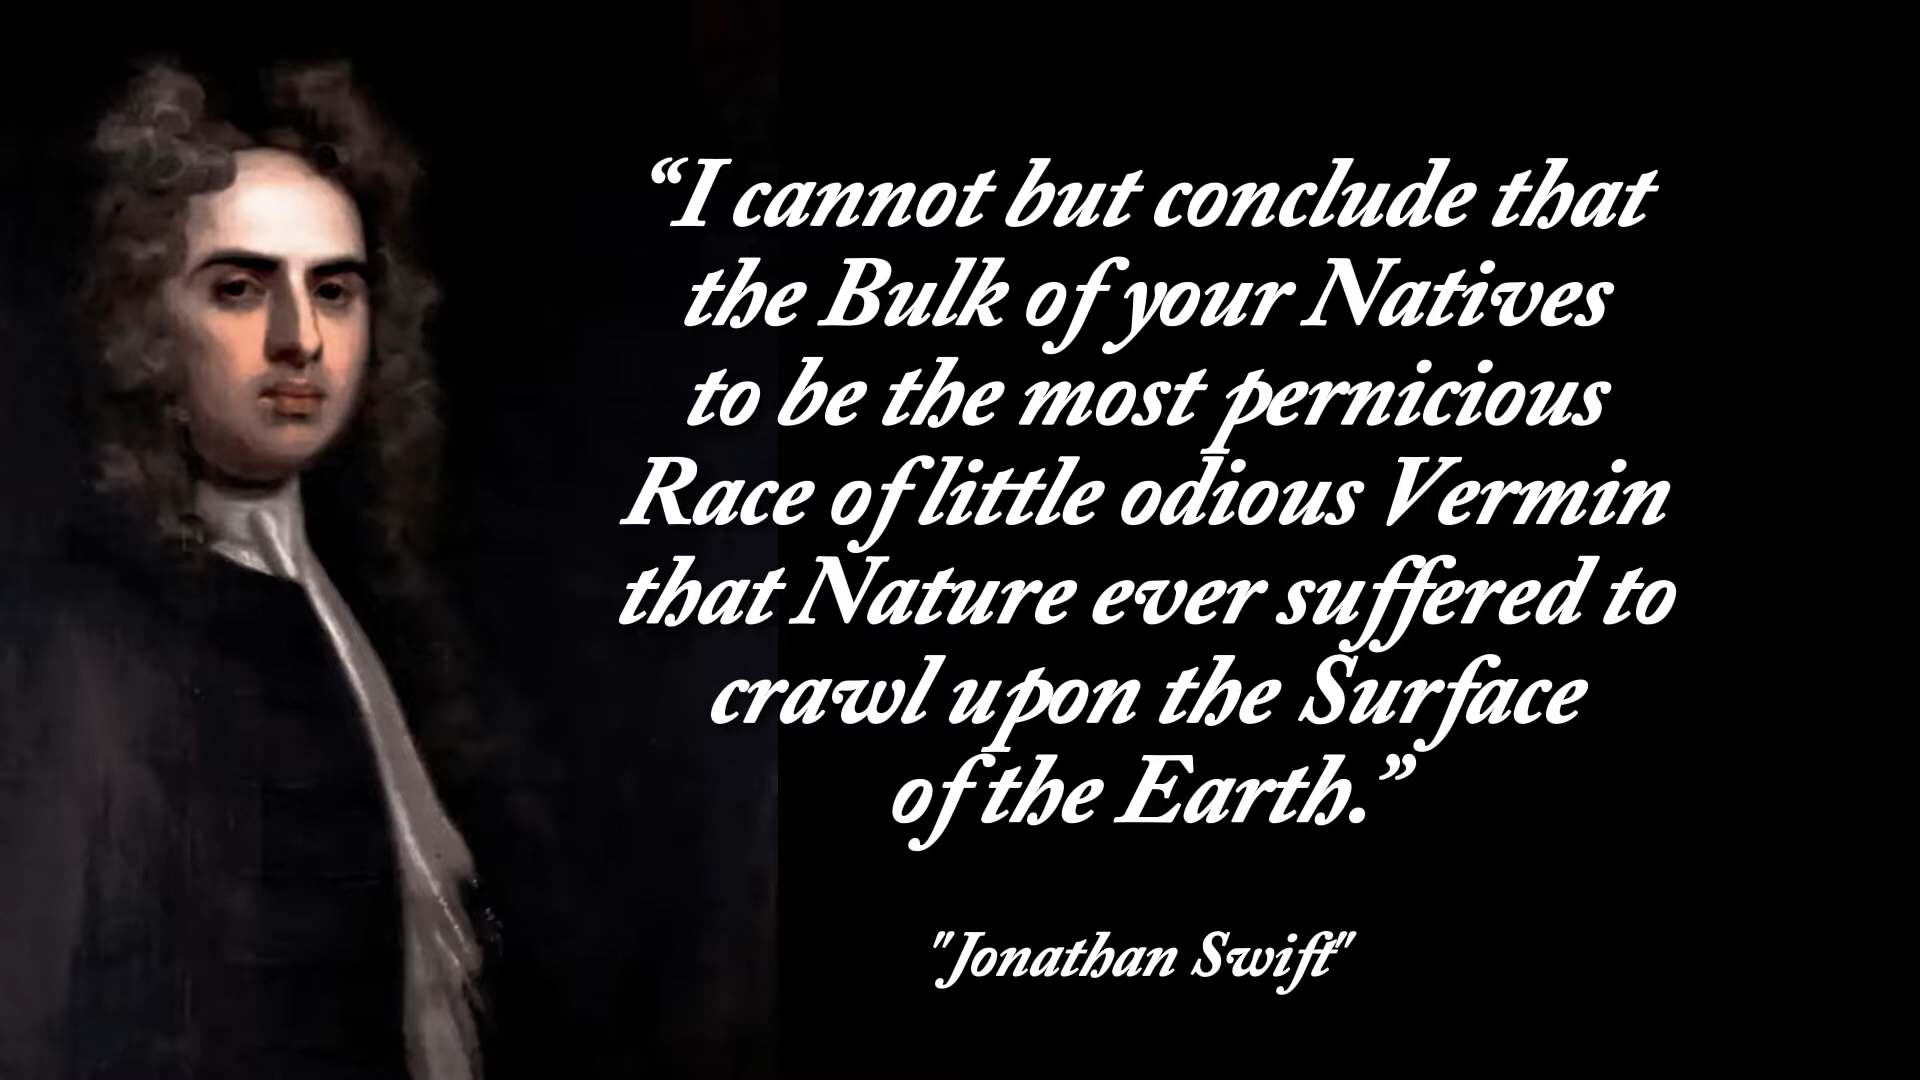 “I cannot but conclude that
the Bulk of your Natives
to be the most pernicious
Race of little odious Vermin
that Nature ever suffered to
crawl upon the Surface
of the Earth.”
"Jonathan Swift"